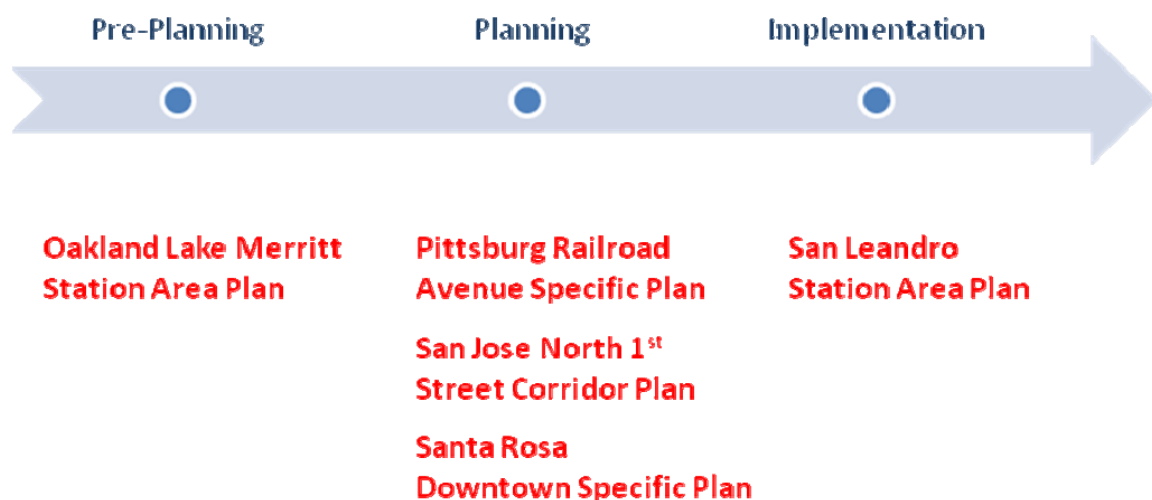 Pre-Planning
Planning
Implementation
Oakland Lake Merritt
Station Area Plan
Pittsburg Railroad
Avenue Specific Plan
San Jose North 1st
Street Corridor Plan
Santa Rosa
Downtown Specific Plan
San Leandro
Station Area Plan